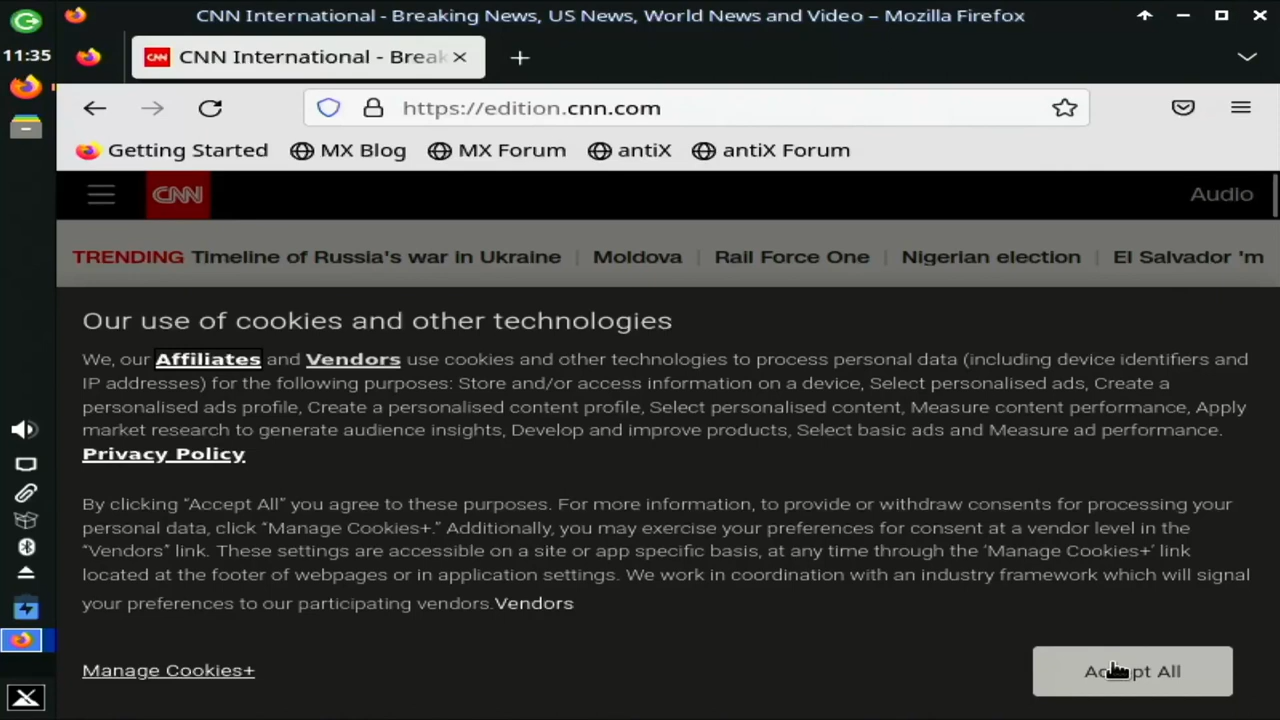 CNN International - Breaking News, US News, World News and Video – Mozilla Firefox
11:35
CNN International - Break
https://edition.cnn.com
Getting Started MX Blog MX Forum antiX antiX Forum
CNN Audio
TRENDING Timeline of Russia's war in Ukraine | Moldova | Rail Force One | Nigerian election | El Salvador 'm
Our use of cookies and other technologies
We, our Affiliates and Vendors use cookies and other technologies to process personal data (including device identifiers and
IP addresses) for the following purposes: Store and/or access information on a device, Select personalised ads, Create a
personalised ads profile, Create a personalised content profile, Select personalised content, Measure content performance, Apply
market research to generate audience insights, Develop and improve products, Select basic ads and Measure ad performance.
Privacy Policy
By clicking “Accept All” you agree to these purposes. For more information, to provide or withdraw consents for processing your
personal data, click “Manage Cookies+.” Additionally, you may exercise your preferences for consent at a vendor level in the
“Vendors” link. These settings are accessible on a site or app specific basis, at any time through the ‘Manage Cookies+’ link
located at the footer of webpages or in application settings. We work in coordination with an industry framework which will signal
your preferences to our participating vendors.Vendors
Manage Cookies+
Accept All